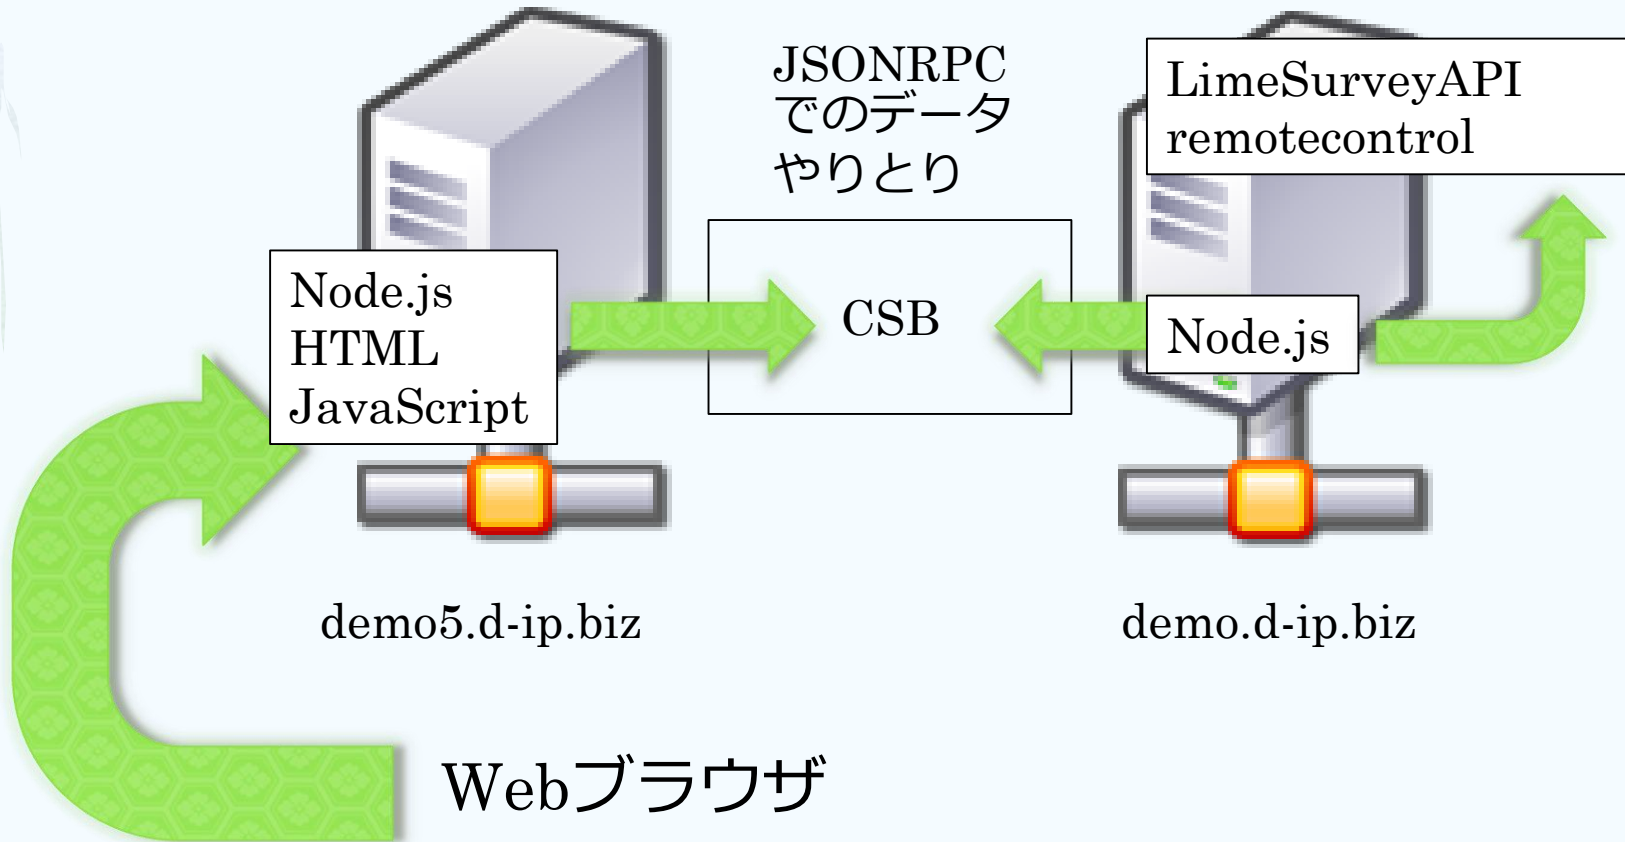 JSONRPC
でのデータ
やりとり
LimeSurveyAPI
remotecontrol
Node.js
HTML
JavaScript
CSB
Node.js
demo5.d-ip.biz
demo.d-ip.biz
Webブラウザ